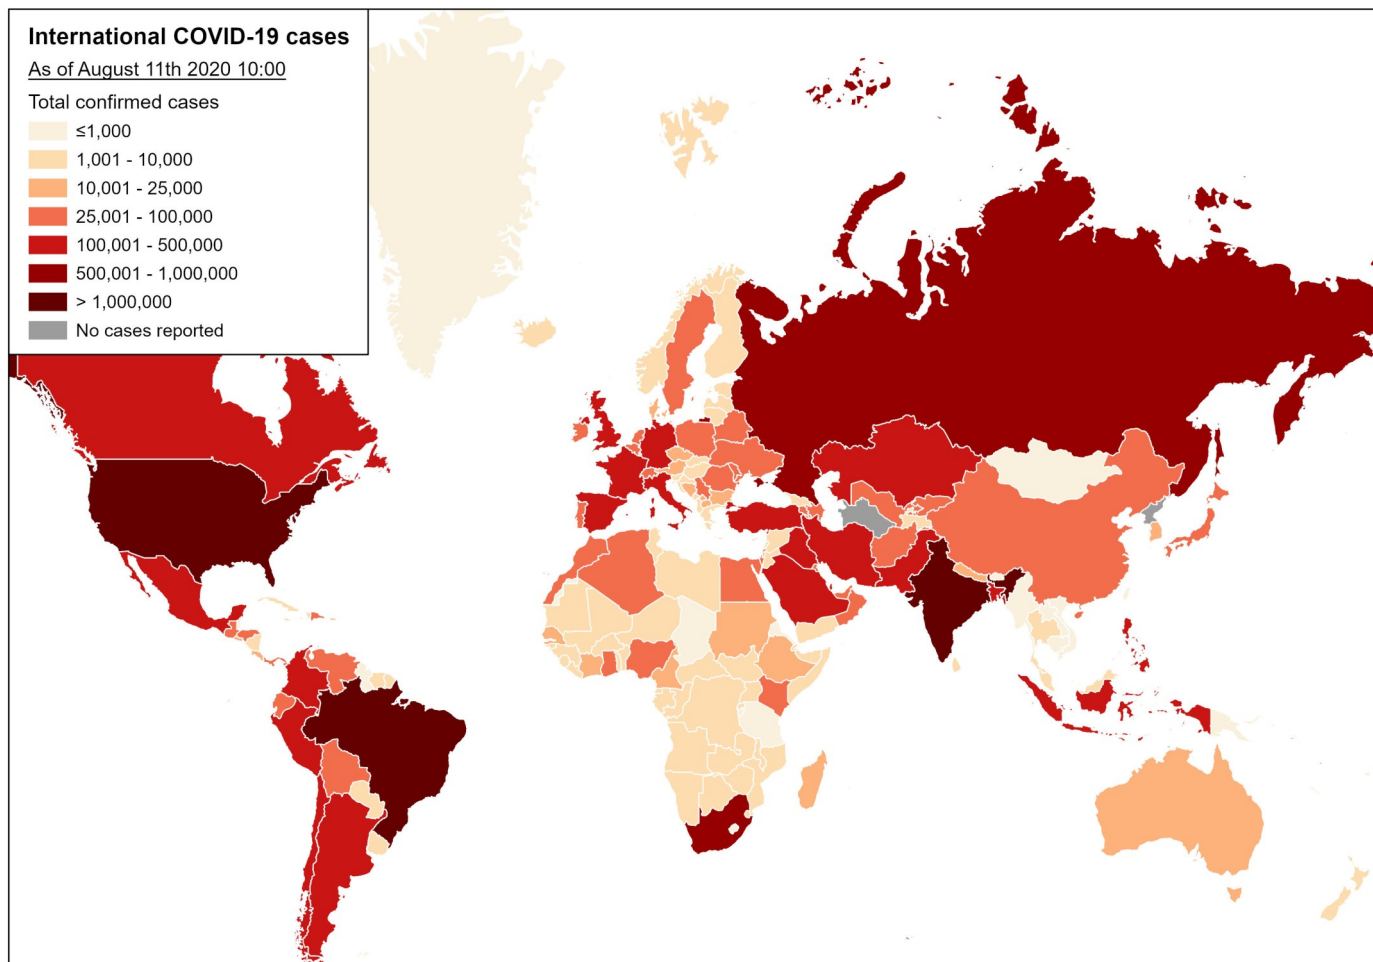 International COVID-19 cases
As of August 11th 2020 10:00
Total confirmed cases
≤1,000
1,001 - 10,000
10,001 - 25,000
25,001 - 100,000
100,001 - 500,000
500,001 - 1,000,000
> 1,000,000
No cases reported